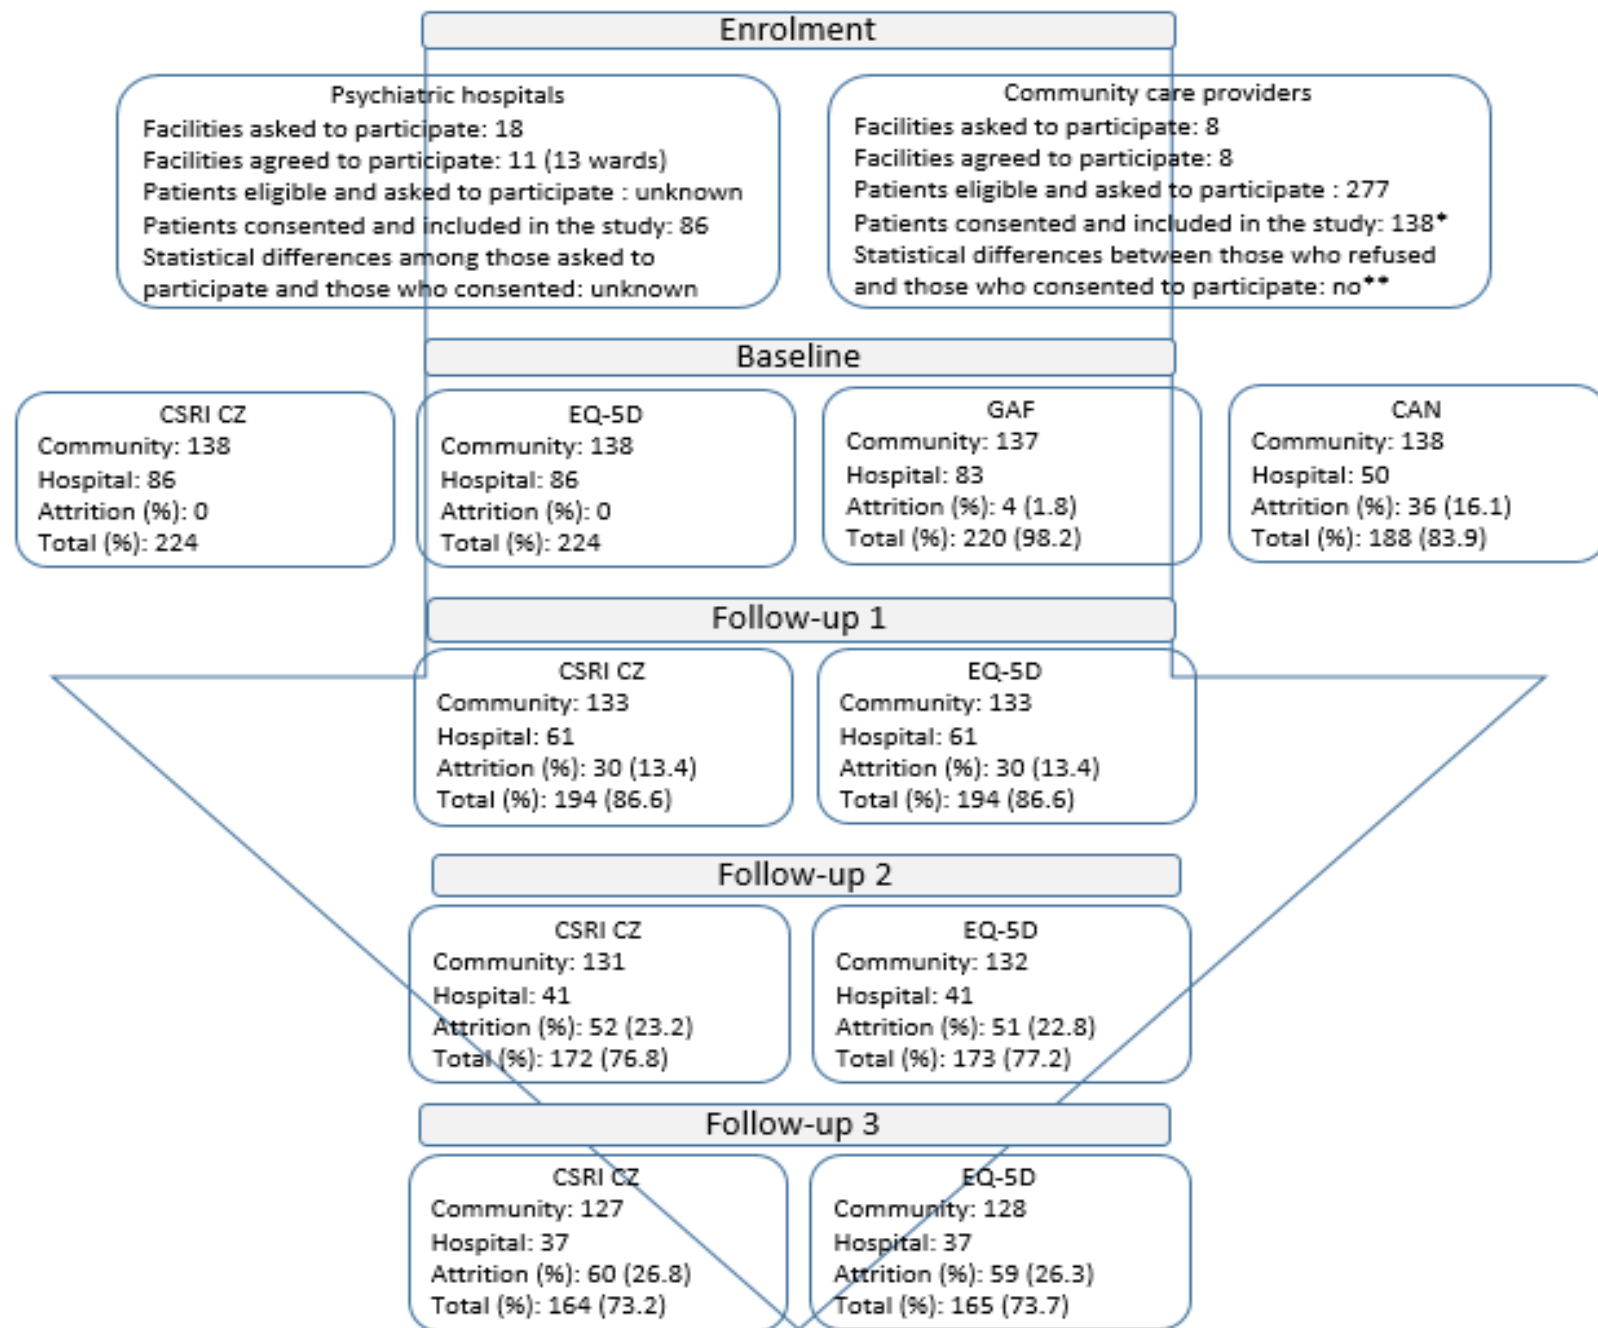 Enrolment
Psychiatric hospitals
Facilities asked to participate: 18
Facilities agreed to participate: 11 (13 wards)
Patients eligible and asked to participate : unknown
Patients consented and included in the study: 86
Statistical differences among those asked to
participate and those who consented: unknown
Community care providers
Facilities asked to participate: 8
Facilities agreed to participate: 8
Patients eligible and asked to participate : 277
Patients consented and included in the study: 138*
Statistical differences between those who refused
and those who consented to participate: no**
Baseline
CSRI CZ
Community: 138
Hospital: 86
Attrition (%): 0
Total (%): 224
EQ-5D
Community: 138
Hospital: 86
Attrition (%): 0
Total (%): 224
GAF
Community: 137
Hospital: 83
Attrition (%): 4 (1.8)
Total (%): 220 (98.2)
CAN
Community: 138
Hospital: 50
Attrition (%): 36 (16.1)
Total (%): 188 (83.9)
Follow-up 1
CSRI CZ
Community: 133
Hospital: 61
Attrition (%): 30 (13.4)
Total (%): 194 (86.6)
EQ-5D
Community: 133
Hospital: 61
Attrition (%): 30 (13.4)
Total (%): 194 (86.6)
Follow-up 2
CSRI CZ
Community: 131
Hospital: 41
Attrition (%): 52 (23.2)
Total (%): 172 (76.8)
EQ-5D
Community: 132
Hospital: 41
Attrition (%): 51 (22.8)
Total (%): 173 (77.2)
Follow-up 3
CSRI CZ
Community: 127
Hospital: 37
Attrition (%): 60 (26.8)
Total (%): 164 (73.2)
EQ-5D
Community: 128
Hospital: 37
Attrition (%): 59 (26.3)
Total (%): 165 (73.7)